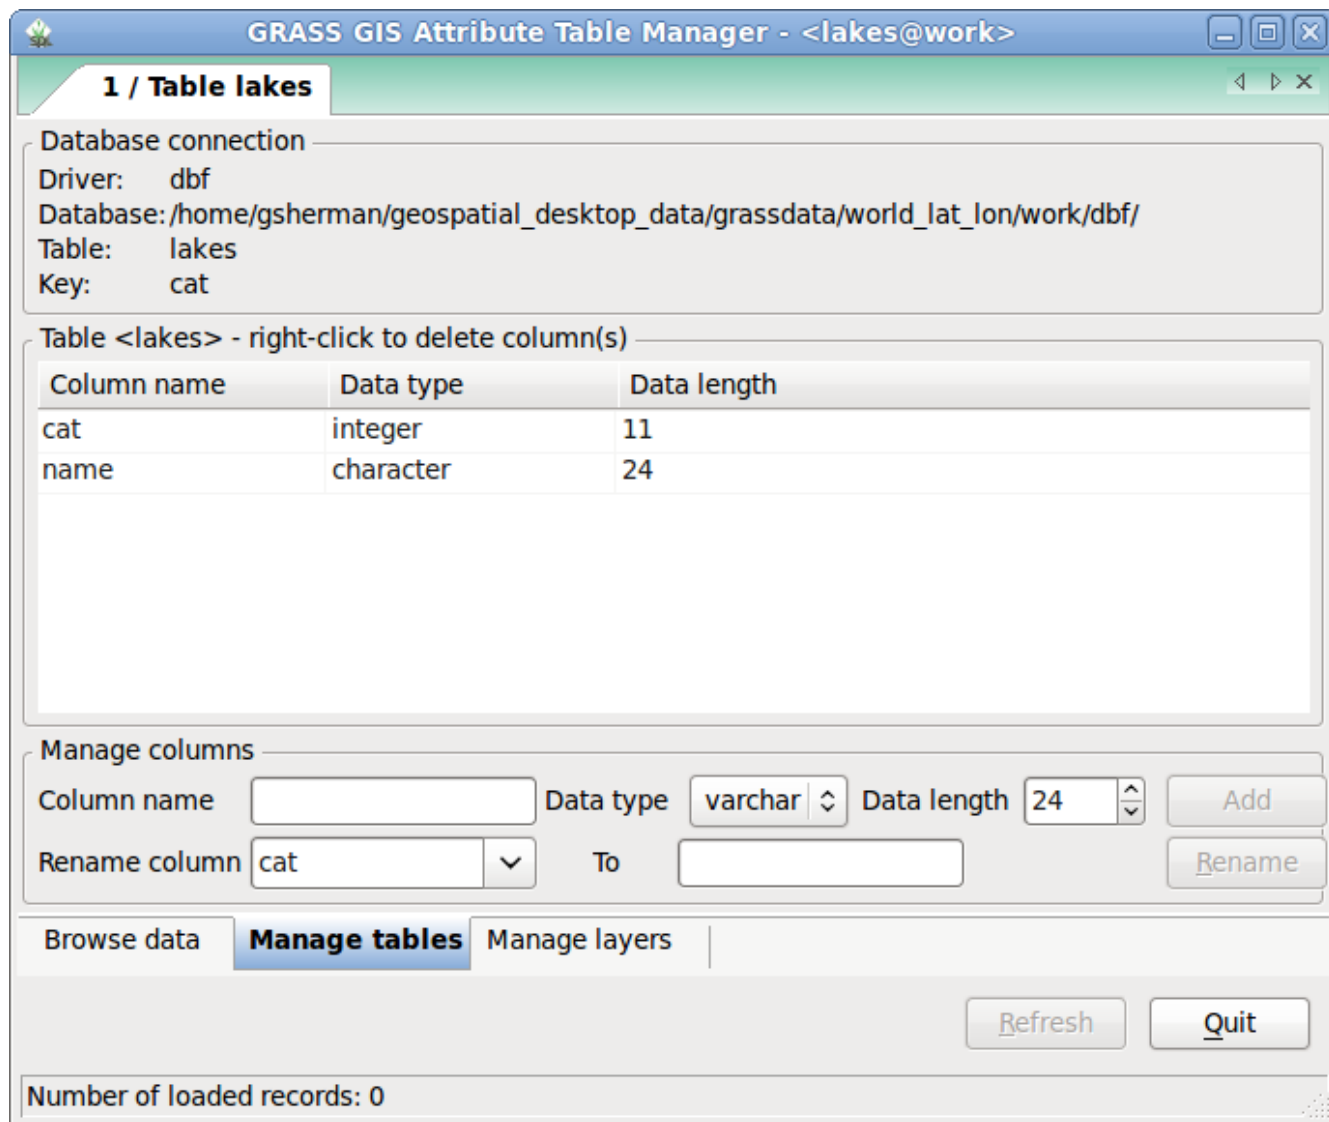 GRASS GIS Attribute Table Manager - <lakes@work>
1 / Table lakes
Database connection
Driver: dbf
Database: /home/gsherman/geospatial_desktop_data/grassdata/world_lat_lon/work/dbf/
Table: lakes
Key: cat
Table <lakes> - right-click to delete column(s)
Column name Data type Data length
cat integer 11
name character 24
Manage columns
Column name Data type varchar Data length 24 Add
Rename column cat To Rename
Browse data Manage tables Manage layers
Refresh Quit
Number of loaded records: 0